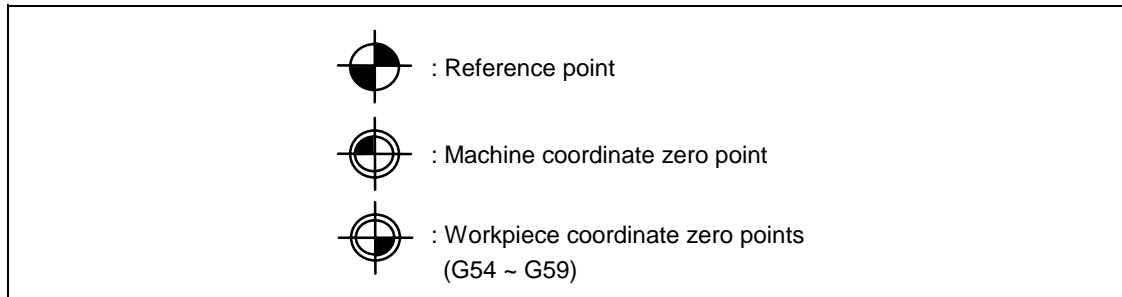 : Reference point
: Machine coordinate zero point
: Workpiece coordinate zero points
(G54 ~ G59)